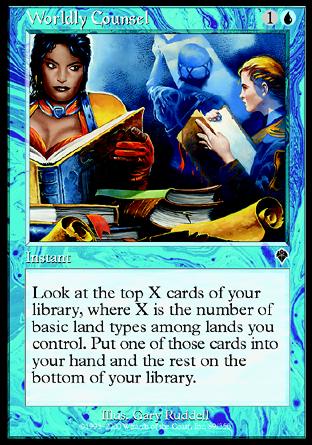 Worldly Counsel 1
Instant
Look at the top X cards of your
library, where X is the number of
basic land types among lands you
control. Put one of those cards into
your hand and the rest on the
bottom of your library.
Illus. Gary Ruddell